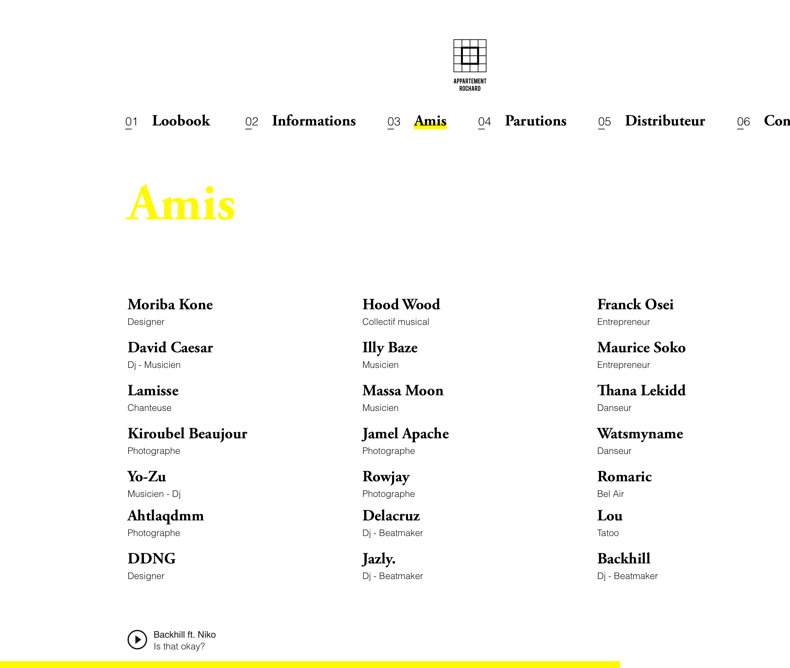 APPARTEMENT
ROCHARD
01 Loobook 02 Informations 03 Amis 04 Parutions 05 Distributeur 06 Con
Amis
Moriba Kone
Designer
David Caesar
Dj - Musicien
Lamisse
Chanteuse
Kiroubel Beaujour
Photographe
Yo-Zu
Musicien - Dj
Ahtlaqdmm
Photographe
DDNG
Designer
Hood Wood
Collectif musical
Illy Baze
Musicien
Massa Moon
Musicien
Jamel Apache
Photographe
Rowjay
Photographe
Delacruz
Dj - Beatmaker
Jazly.
Dj - Beatmaker
Franck Osei
Entrepreneur
Maurice Soko
Entrepreneur
Thana Lekidd
Danseur
Watsmyname
Danseur
Romaric
Bel Air
Lou
Tatoo
Backhill
Dj - Beatmaker
Backhill ft. Niko
Is that okay?